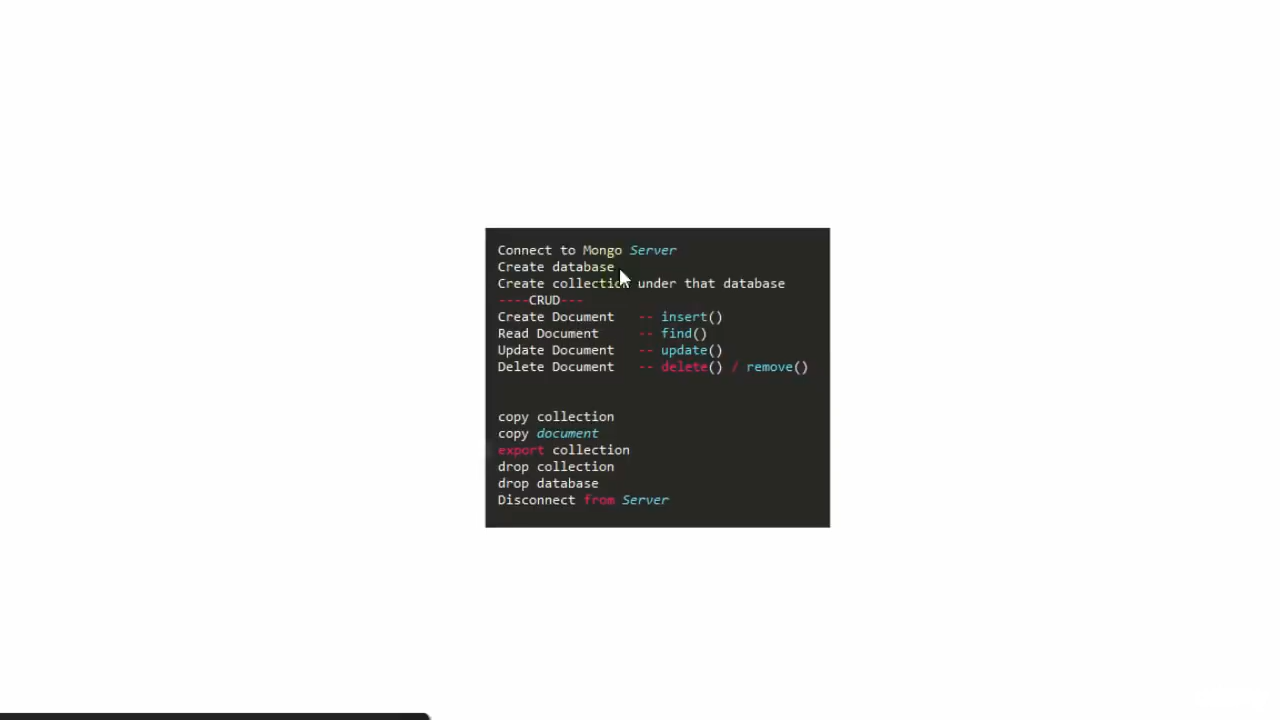 Connect to Mongo Server
Create database
Create collection under that database
----CRUD---
Create Document -- insert()
Read Document -- find()
Update Document -- update()
Delete Document -- delete() / remove()
copy collection
copy document
export collection
drop collection
drop database
Disconnect from Server